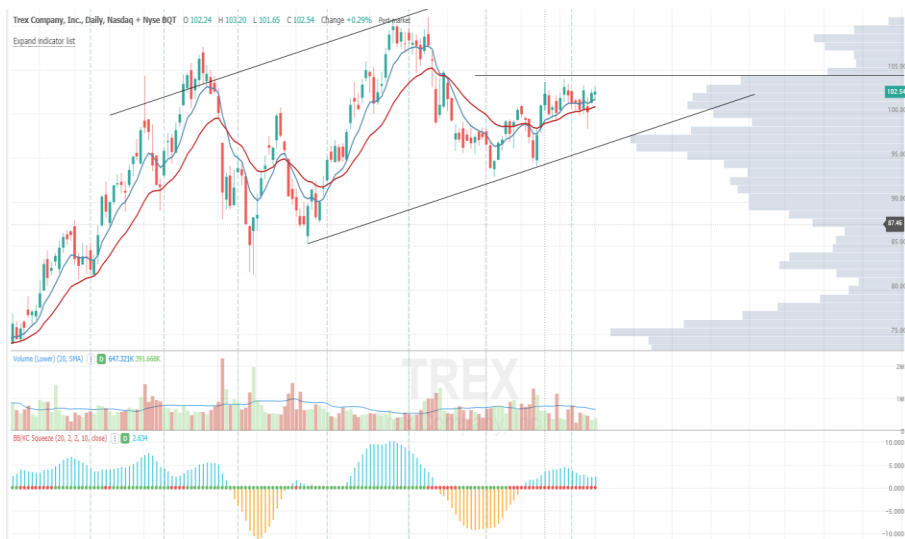 Trex Company, Inc., Daily, Nasdaq + Nyse BQT O 102.24 H 103.20 L 101.65 C 102.54 Change +0.29% Post-market
Expand indicator list
105.00
102.54
100.00
95.00
90.00
87.46
85.00
80.00
75.00
Volume (Lower) (20, SMA) D 647.321K 391.668K
TREX
2M
1M
0
BB/KC Squeeze (20, 2, 2, 10, close) D 2.634
10.000
5.000
0.000
−5.000
−10.000